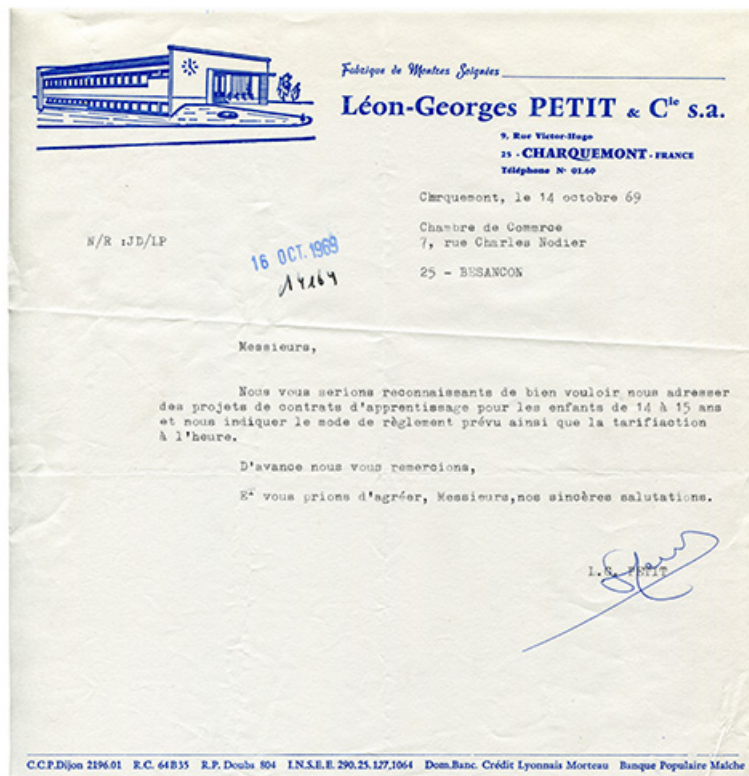 Fabrique de Montres Soignées
Léon-Georges PETIT & Cie s.a.
9, Rue Victor-Hugo
25 - CHARQUEMONT - FRANCE
Téléphone N° 01.60
Charquemont, le 14 octobre 69
N/R :JD/LP
Chambre de Commerce
7, rue Charles Nodier
25 - BESANCON
16 OCT. 1969
14164
Messieurs,
Nous vous serions reconnaissants de bien vouloir nous adresser
des projets de contrats d'apprentissage pour les enfants de 14 à 15 ans
et nous indiquer le mode de règlement prévu ainsi que la tarifiaction
à l'heure.
D'avance nous vous remercions,
Et vous prions d'agréer, Messieurs,nos sincères salutations.
L.G. PETIT
C.C.P.Dijon 2196.01 R.C. 64B35 R.P. Doubs 804 I.N.S.E.E. 290.25.127.1064 Dom.Banc. Crédit Lyonnais Morteau Banque Populaire Maîche